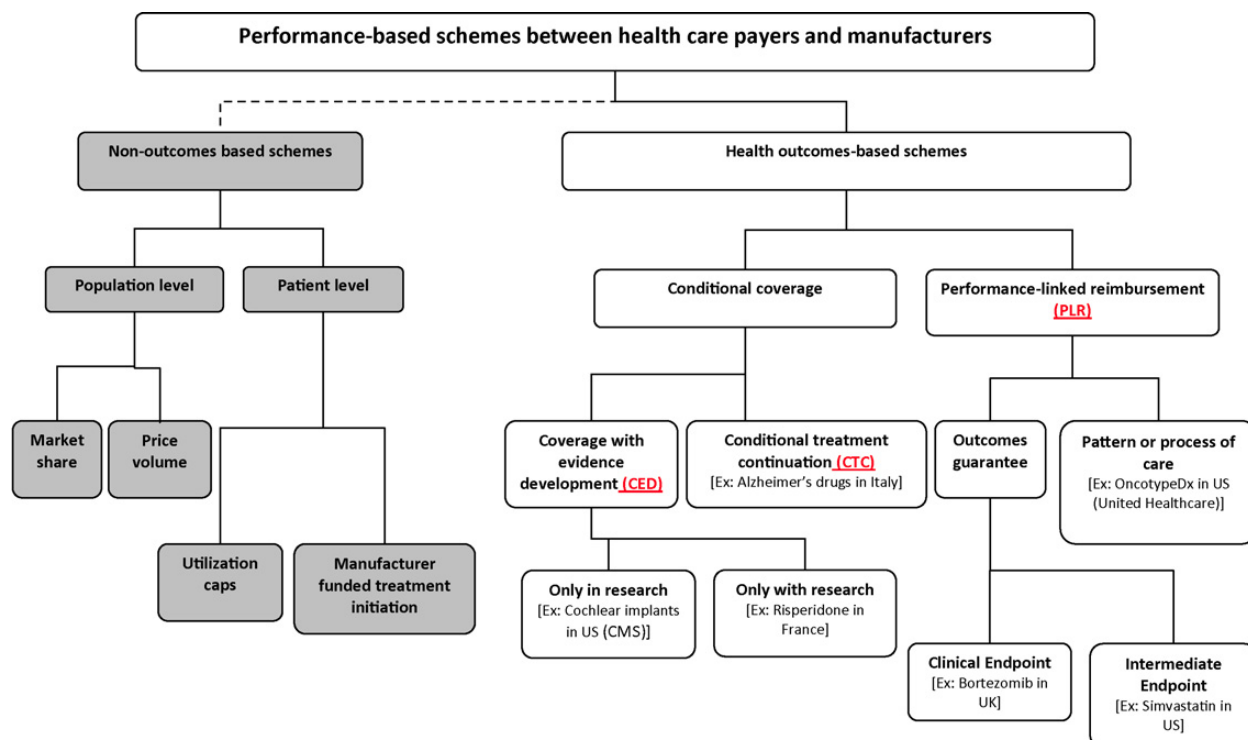 Performance-based schemes between health care payers and manufacturers
Non-outcomes based schemes
Health outcomes-based schemes
Population level
Patient level
Conditional coverage
Performance-linked reimbursement
(PLR)
Market
share
Price
volume
Coverage with
evidence
development (CED)
Conditional treatment
continuation (CTC)
[Ex: Alzheimer's drugs in Italy]
Outcomes
guarantee
Pattern or process of
care
[Ex: OncotypeDx in US
(United Healthcare)]
Utilization
caps
Manufacturer
funded treatment
initiation
Only in research
[Ex: Cochlear implants
in US (CMS)]
Only with research
[Ex: Risperidone in
France]
Clinical Endpoint
[Ex: Bortezomib in
UK]
Intermediate
Endpoint
[Ex: Simvastatin in
US]